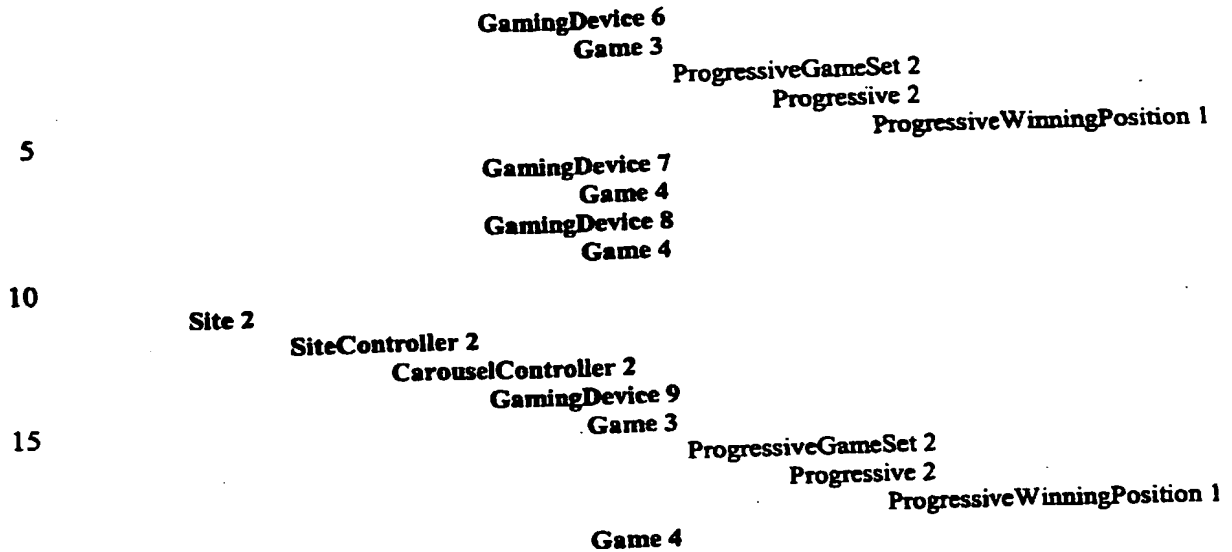 GamingDevice 6
Game 3
ProgressiveGameSet 2
Progressive 2
ProgressiveWinningPosition 1
5
GamingDevice 7
Game 4
GamingDevice 8
Game 4
10
Site 2
SiteController 2
CarouselController 2
GamingDevice 9
Game 3
15
ProgressiveGameSet 2
Progressive 2
ProgressiveWinningPosition 1
Game 4